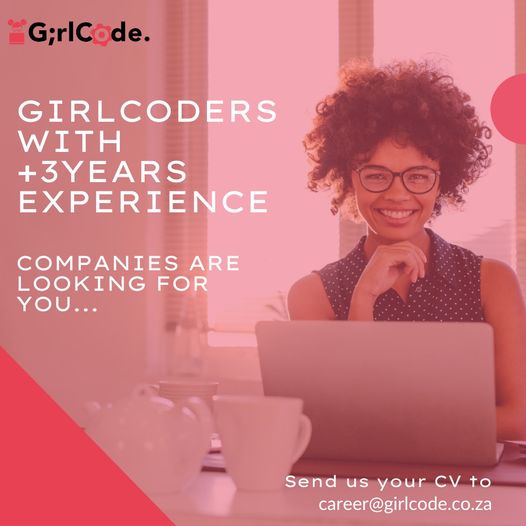 G;rlCode.
GIRLCODERS
WITH
+3YEARS
EXPERIENCE
COMPANIES ARE
LOOKING FOR
YOU...
Send us your CV to
career@girlcode.co.za